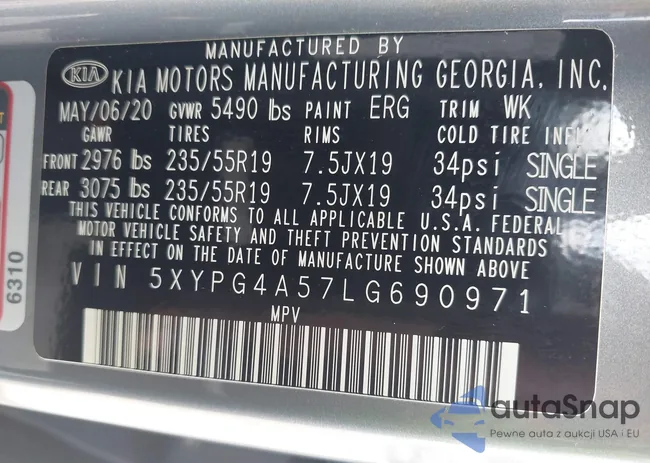 MANUFACTURED BY
KIA KIA MOTORS MANUFACTURING GEORGIA, INC.
MAY/06/20 GVWR 5490 lbs PAINT ERG TRIM WK
GAWR TIRES RIMS COLD TIRE INFL
FRONT 2976 lbs 235/55R19 7.5JX19 34psi SINGLE
REAR 3075 lbs 235/55R19 7.5JX19 34psi SINGLE
THIS VEHICLE CONFORMS TO ALL APPLICABLE U.S.A. FEDERAL
MOTOR VEHICLE SAFETY AND THEFT PREVENTION STANDARDS
IN EFFECT ON THE DATE OF MANUFACTURE SHOWN ABOVE
VIN 5XYPG4A57LG690971
MPV
6310
autaSnap
Pewne auta z aukcji USA i EU